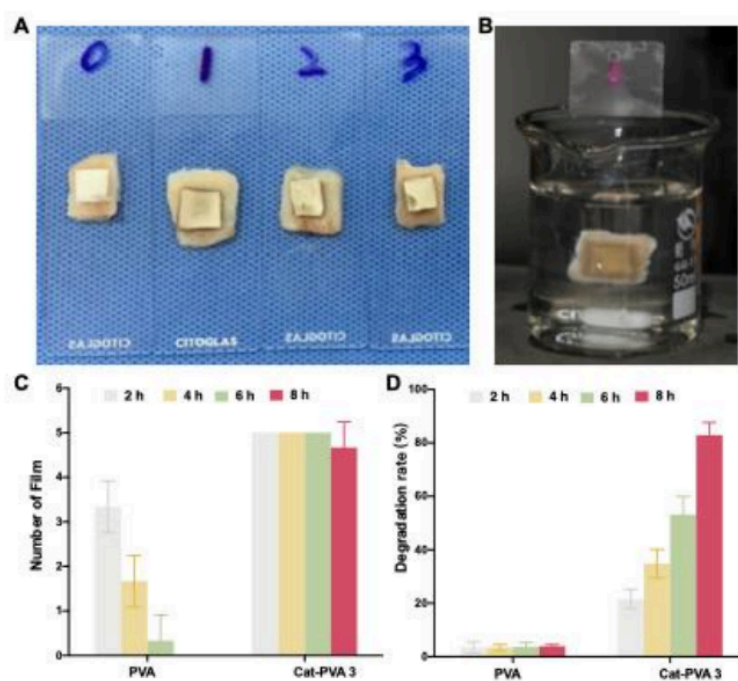 A
0 1 2 3
CITOGLAS CITOGLAS CITOGLAS CITOGLAS
B
C
2 h 4 h 6 h 8 h
6
5
4
3
2
1
0
Number of Film
PVA Cat-PVA 3
D
2 h 4 h 6 h 8 h
100
80
60
40
20
0
Degradation rate (%)
PVA Cat-PVA 3